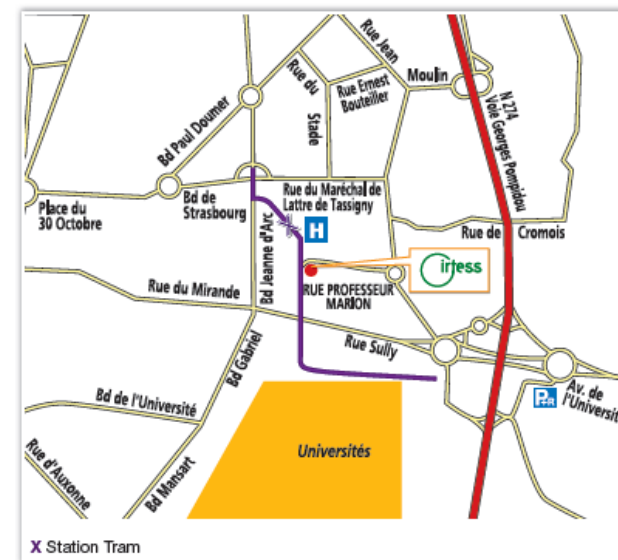 Rue Jean
Moulin
Rue du
Stade
Rue Ernest
Bouteiller
N 274
Voie Georges Pompidou
Bd Paul Doumer
Place du
30 Octobre
Bd de
Strasbourg
Rue du Maréchal de
Lattre de Tassigny
H
Bd Jeanne d'Arc
Rue de Cromois
irtess
RUE PROFESSEUR
MARION
Rue du Mirande
Rue Sully
Bd Gabriel
Bd de l'Université
Bd Mansart
Rue d'Auxonne
Universités
P+R
Av. de
l'Universit
X Station Tram